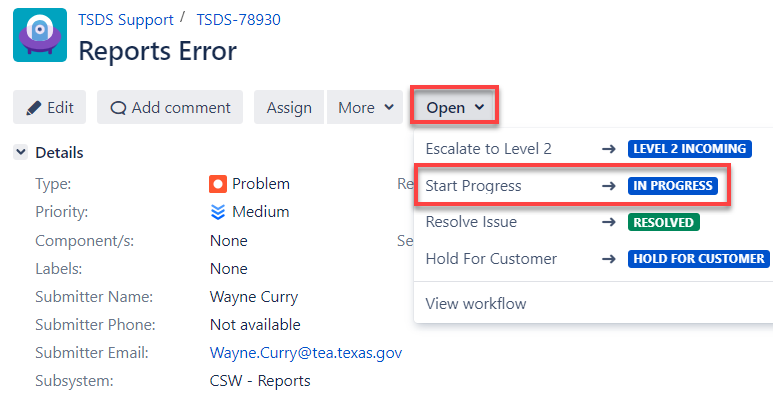 TSDS Support / TSDS-78930
Reports Error
Edit Add comment Assign More Open
Details
Escalate to Level 2 → LEVEL 2 INCOMING
Type: Problem Re
Start Progress → IN PROGRESS
Priority: Medium
Resolve Issue → RESOLVED
Component/s: None Se
Hold For Customer → HOLD FOR CUSTOMER
Labels: None
Submitter Name: Wayne Curry
View workflow
Submitter Phone: Not available
Submitter Email: Wayne.Curry@tea.texas.gov
Subsystem: CSW - Reports